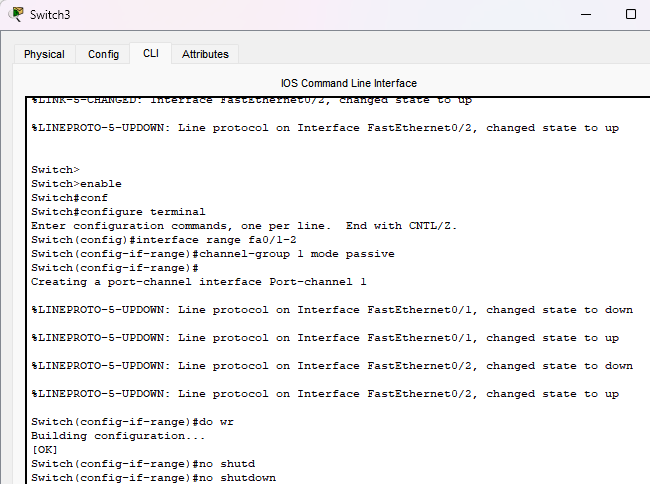 Switch3
Physical Config CLI Attributes
IOS Command Line Interface
%LINK-5-CHANGED: Interface FastEthernet0/2, changed state to up
%LINEPROTO-5-UPDOWN: Line protocol on Interface FastEthernet0/2, changed state to up
Switch>
Switch>enable
Switch#conf
Switch#configure terminal
Enter configuration commands, one per line.  End with CNTL/Z.
Switch(config)#interface range fa0/1-2
Switch(config-if-range)#channel-group 1 mode passive
Switch(config-if-range)#
Creating a port-channel interface Port-channel 1
%LINEPROTO-5-UPDOWN: Line protocol on Interface FastEthernet0/1, changed state to down
%LINEPROTO-5-UPDOWN: Line protocol on Interface FastEthernet0/1, changed state to up
%LINEPROTO-5-UPDOWN: Line protocol on Interface FastEthernet0/2, changed state to down
%LINEPROTO-5-UPDOWN: Line protocol on Interface FastEthernet0/2, changed state to up
Switch(config-if-range)#do wr
Building configuration...
[OK]
Switch(config-if-range)#no shutd
Switch(config-if-range)#no shutdown